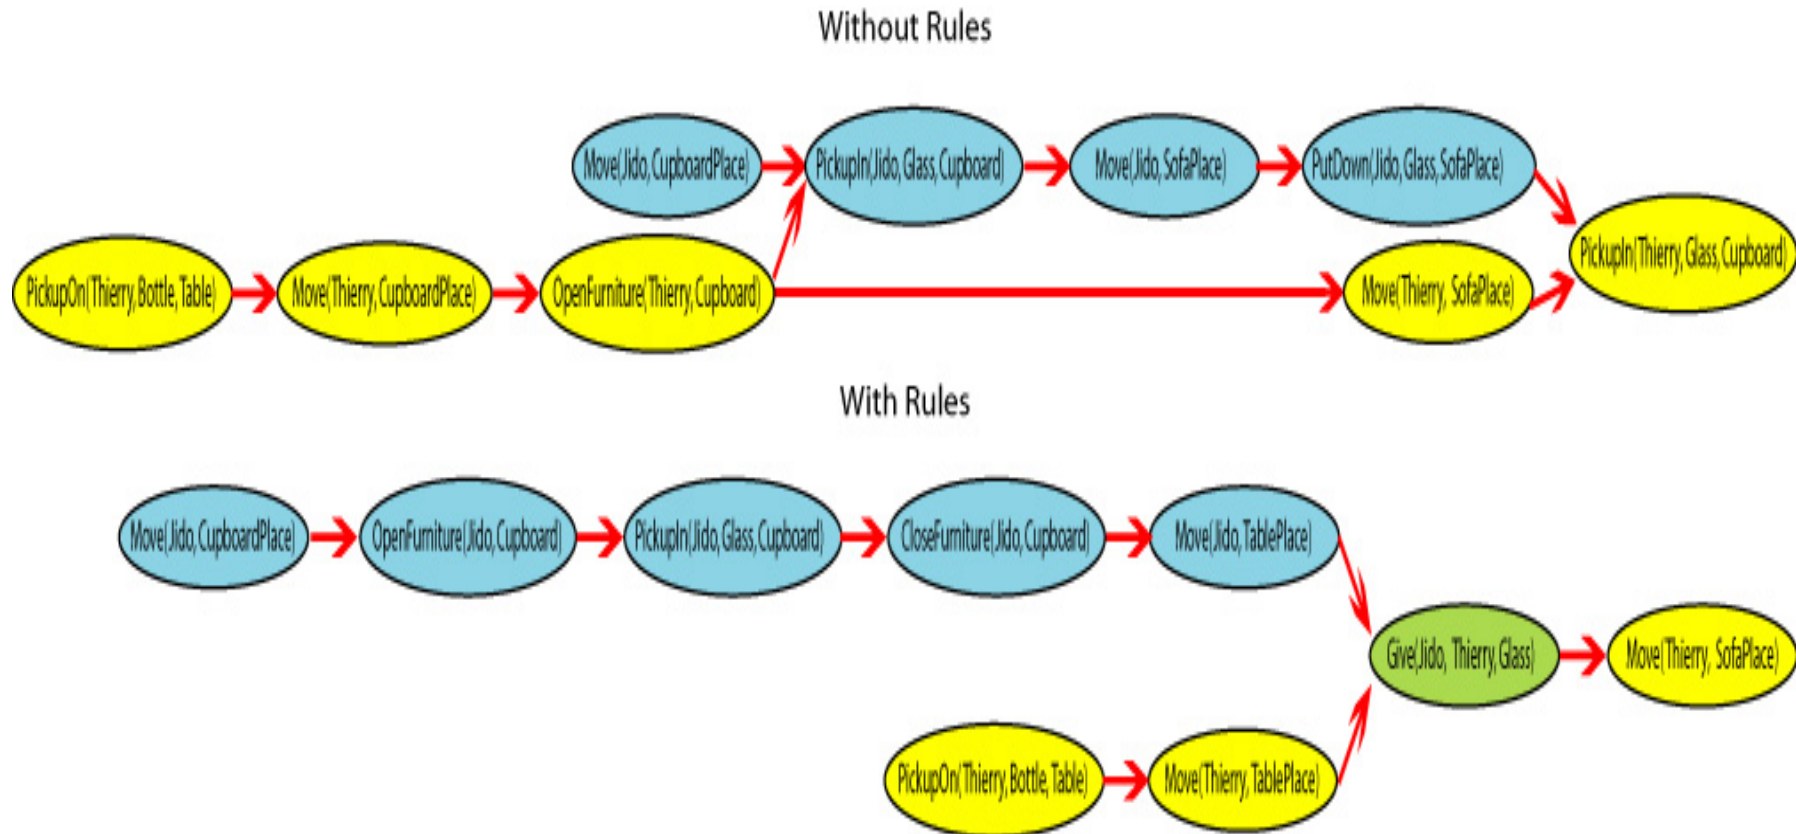 Without Rules
Move(Jido,CupboardPlace)
PickupIn(Jido,Glass,Cupboard)
Move(Jido,SofaPlace)
PutDown(Jido,Glass,SofaPlace)
PickupIn(Thierry,Glass,Cupboard)
PickupOn(Thierry,Bottle,Table)
Move(Thierry,CupboardPlace)
OpenFurniture(Thierry,Cupboard)
Move(Thierry, SofaPlace)
With Rules
Move(Jido,CupboardPlace)
OpenFurniture(Jido,Cupboard)
PickupIn(Jido,Glass,Cupboard)
CloseFurniture(Jido,Cupboard)
Move(Jido,TablePlace)
Give(Jido, Thierry,Glass)
Move(Thierry, SofaPlace)
PickupOn(Thierry,Bottle,Table)
Move(Thierry,TablePlace)